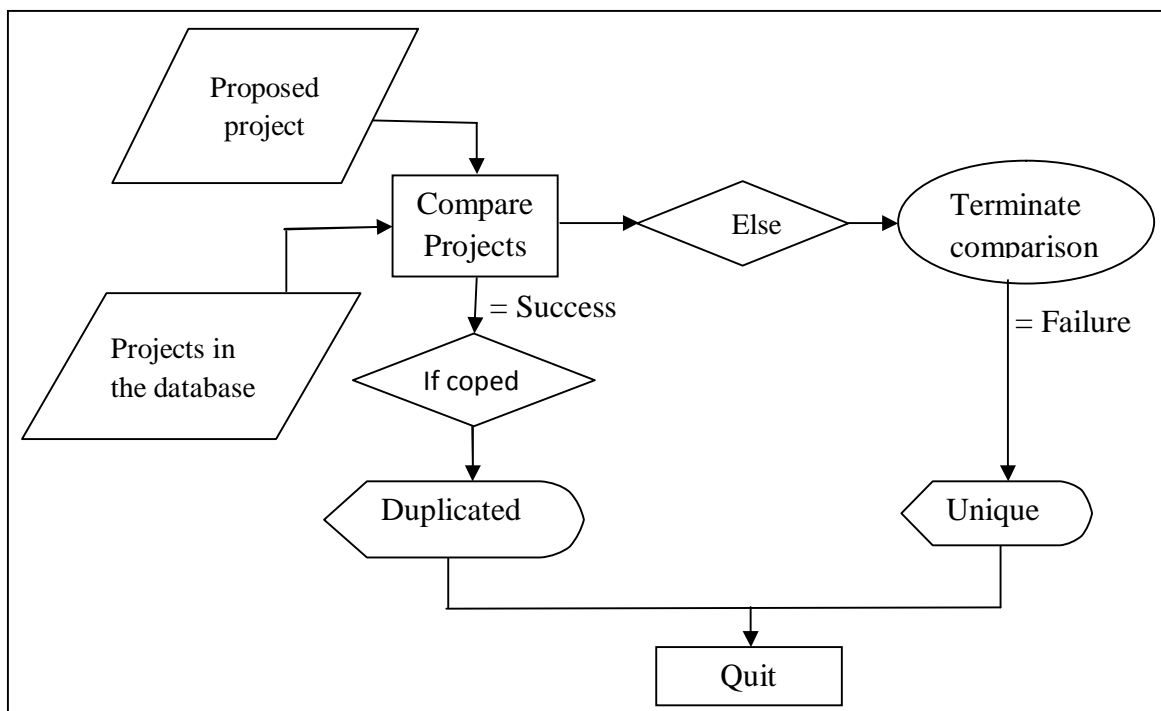 Proposed
project
Compare
Projects
Else
Terminate
comparison
= Success
= Failure
Projects in
the database
If coped
Duplicated
Unique
Quit